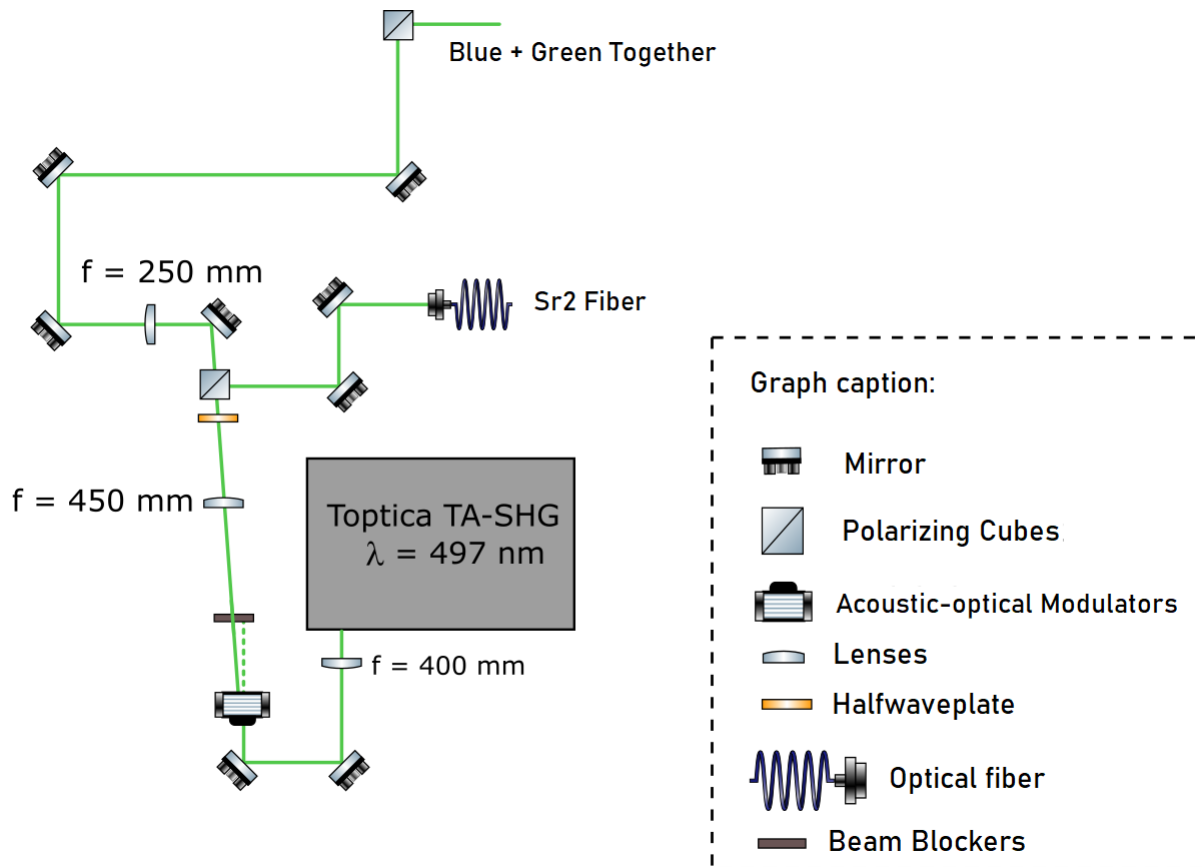 Blue + Green Together
f = 250 mm
Sr2 Fiber
f = 450 mm
Toptica TA-SHG
λ = 497 nm
f = 400 mm
Graph caption:
Mirror
Polarizing Cubes
Acoustic-optical Modulators
Lenses
Halfwaveplate
Optical fiber
Beam Blockers